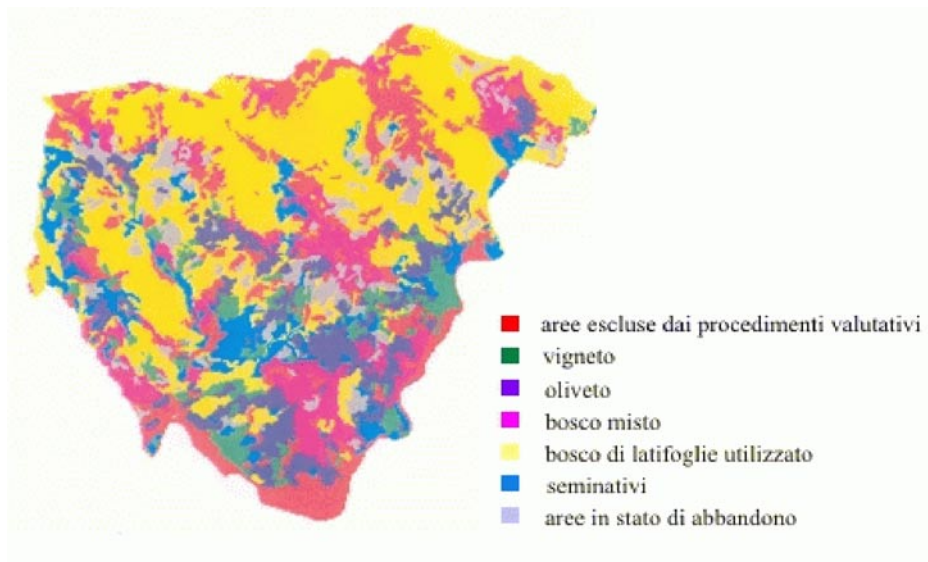 aree escluse dai procedimenti valutativi
vigneto
oliveto
bosco misto
bosco di latifoglie utilizzato
seminativi
aree in stato di abbandono